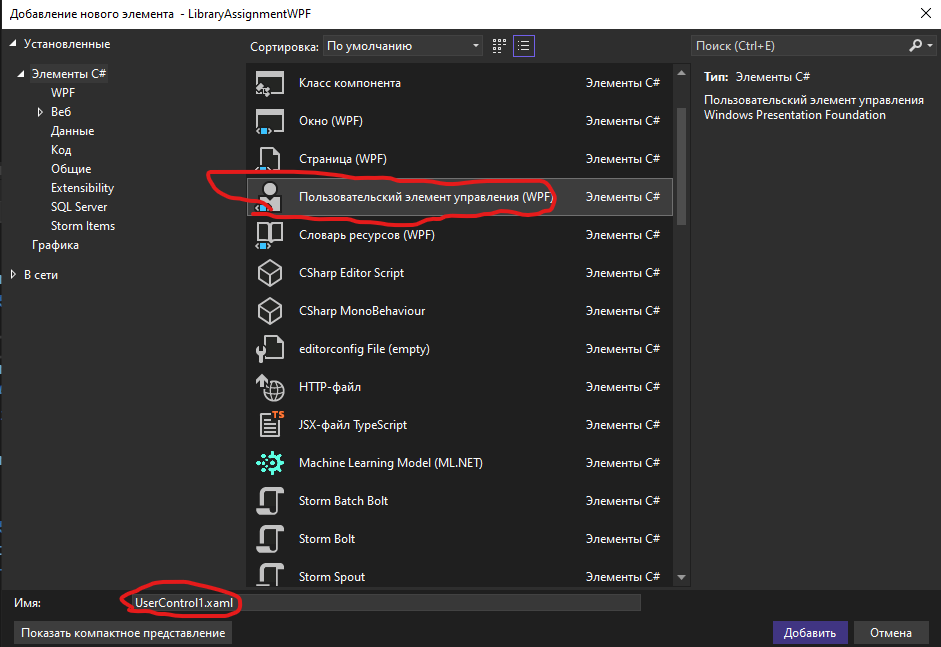 Добавление нового элемента - LibraryAssignmentWPF
Установленные
Элементы C#
WPF
Веб
Данные
Код
Общие
Extensibility
SQL Server
Storm Items
Графика
В сети
Сортировка: По умолчанию
Класс компонента Элементы C#
Окно (WPF) Элементы C#
Страница (WPF) Элементы C#
Пользовательский элемент управления (WPF) Элементы C#
Словарь ресурсов (WPF) Элементы C#
CSharp Editor Script Элементы C#
CSharp MonoBehaviour Элементы C#
editorconfig File (empty) Элементы C#
HTTP-файл Элементы C#
TS
JSX-файл TypeScript Элементы C#
Machine Learning Model (ML.NET) Элементы C#
Storm Batch Bolt Элементы C#
Storm Bolt Элементы C#
Storm Spout Элементы C#
Поиск (Ctrl+E)
Тип: Элементы C#
Пользовательский элемент управления
Windows Presentation Foundation
Имя: UserControl1.xaml
Показать компактное представление
Добавить
Отмена